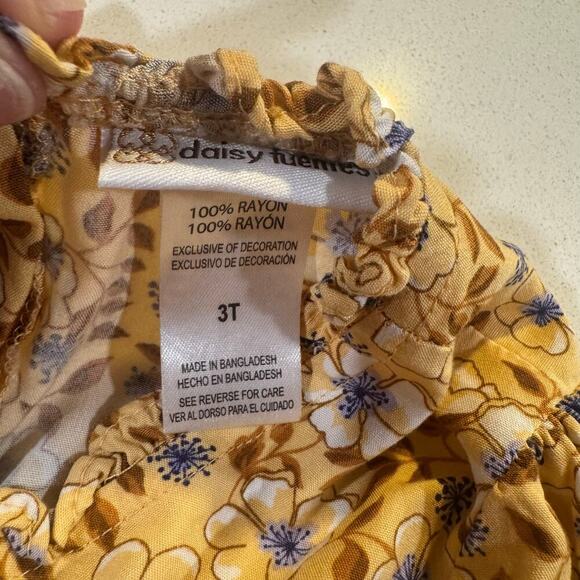 daisy fuentes
100% RAYON
100% RAYÓN
EXCLUSIVE OF DECORATION
EXCLUSIVO DE DECORACIÓN
3T
MADE IN BANGLADESH
HECHO EN BANGLADESH
SEE REVERSE FOR CARE
VER AL DORSO PARA EL CUIDADO